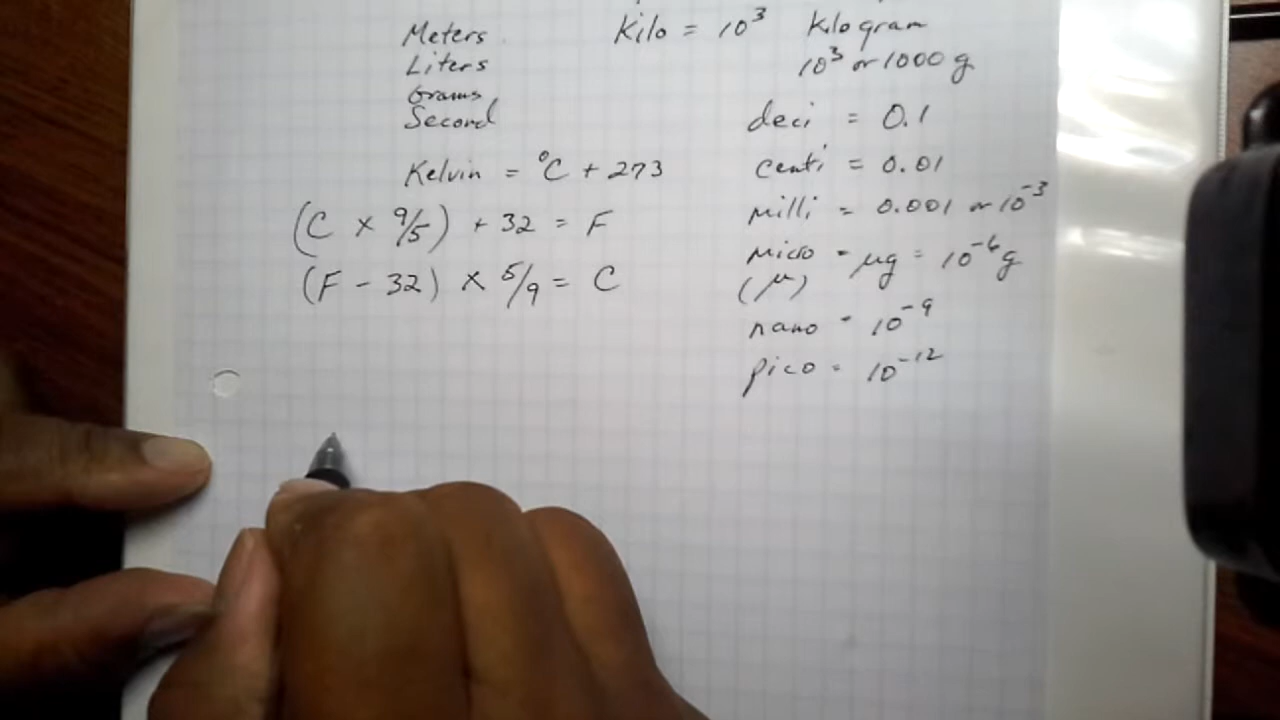 Meters
Liters
Grams
Second
Kelvin = °C + 273
(C × 9/5) + 32 = F
(F - 32) × 5/9 = C
Kilo = 10³ Kilogram
10³ or 1000 g
deci = 0.1
centi = 0.01
milli = 0.001 or 10⁻³
micro = μg = 10⁻⁶g
(μ)
nano = 10⁻⁹
pico = 10⁻¹²